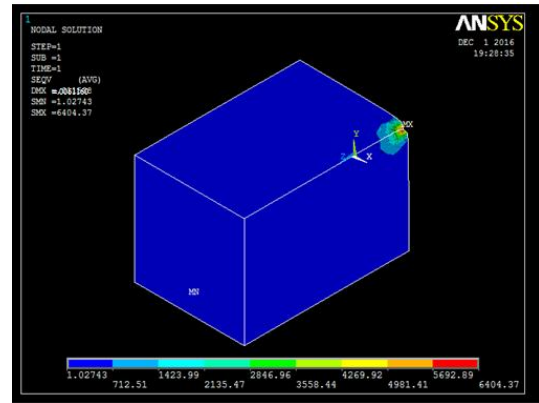 1
NODAL SOLUTION
STEP=1
SUB =1
TIME=1
SEQV (AVG)
DMX =
SMN =1.02743
SMX =6404.37
ANSYS
DEC 1 2016
19:28:35
MX
Y
Z X
MN
1.02743 1423.99 2846.96 4269.92 5692.89
712.51 2135.47 3558.44 4981.41 6404.37